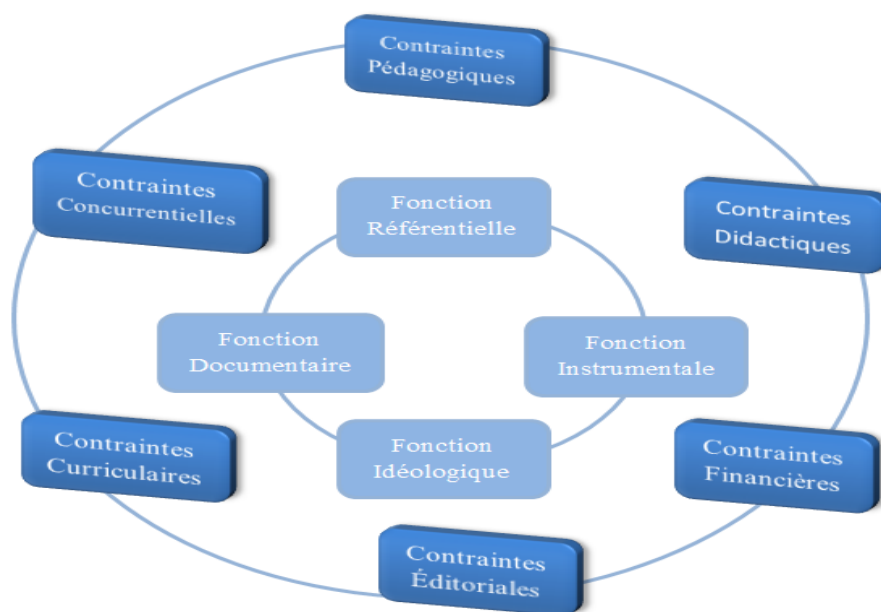 Contraintes
Pédagogiques
Contraintes
Concurrentielles
Fonction
Référentielle
Contraintes
Didactiques
Fonction
Documentaire
Fonction
Instrumentale
Contraintes
Curriculaires
Fonction
Idéologique
Contraintes
Financières
Contraintes
Éditoriales